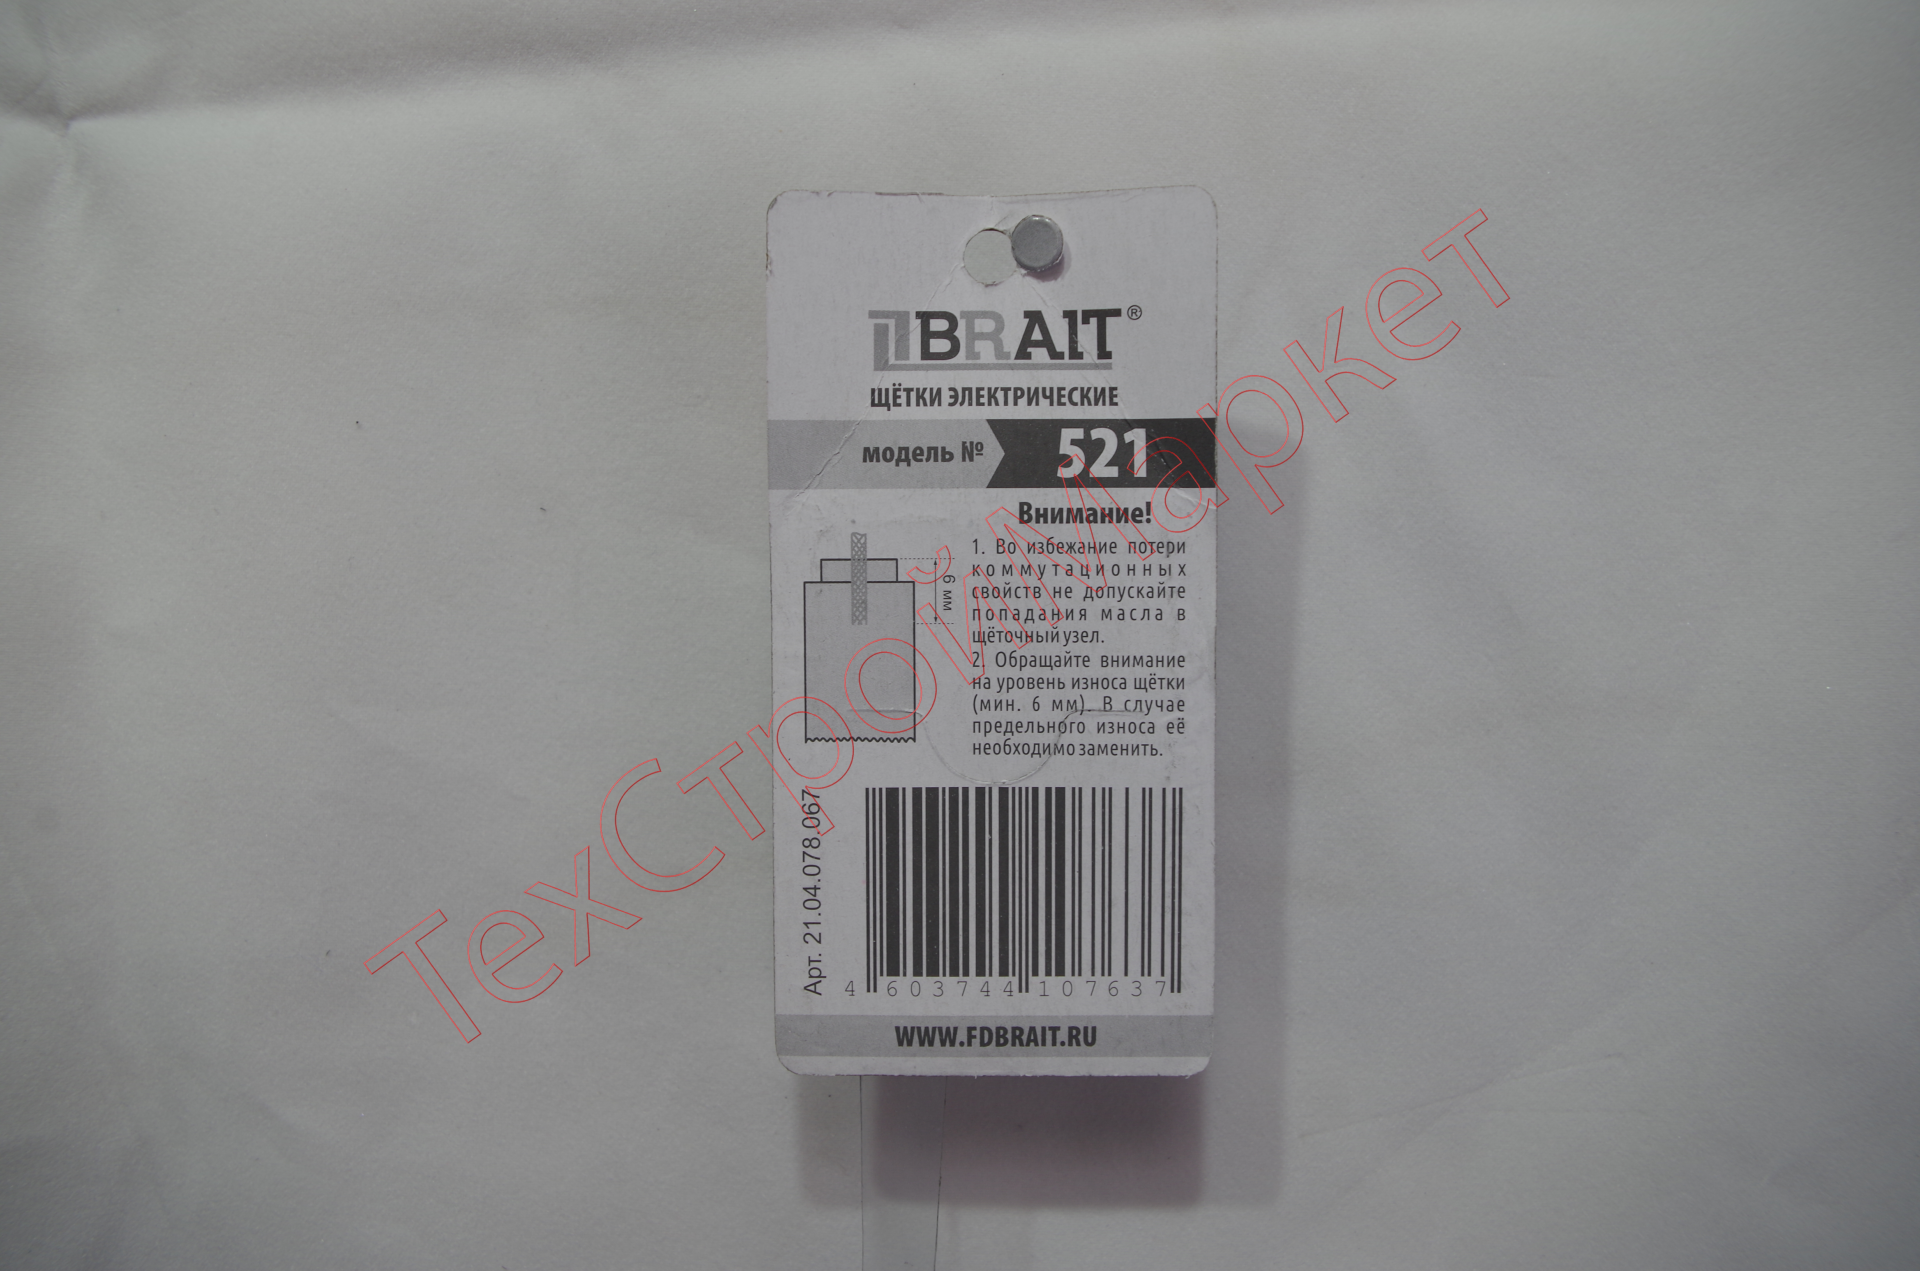 BRAIT®
ЩЁТКИ ЭЛЕКТРИЧЕСКИЕ
модель № 521
Внимание!
1. Во избежание потери
коммутационных
свойств не допускайте
попадания масла в
щёточный узел.
2. Обращайте внимание
на уровень износа щётки
(мин. 6 мм). В случае
предельного износа её
необходимо заменить.
6 мм
Арт. 21.04.078.067
4 603744 107637
WWW.FDBRAIT.RU
ТехСтройМаркет